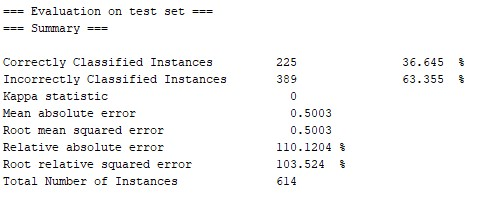 === Evaluation on test set ===
=== Summary ===
Correctly Classified Instances 225 36.645 %
Incorrectly Classified Instances 389 63.355 %
Kappa statistic 0
Mean absolute error 0.5003
Root mean squared error 0.5003
Relative absolute error 110.1204 %
Root relative squared error 103.524 %
Total Number of Instances 614